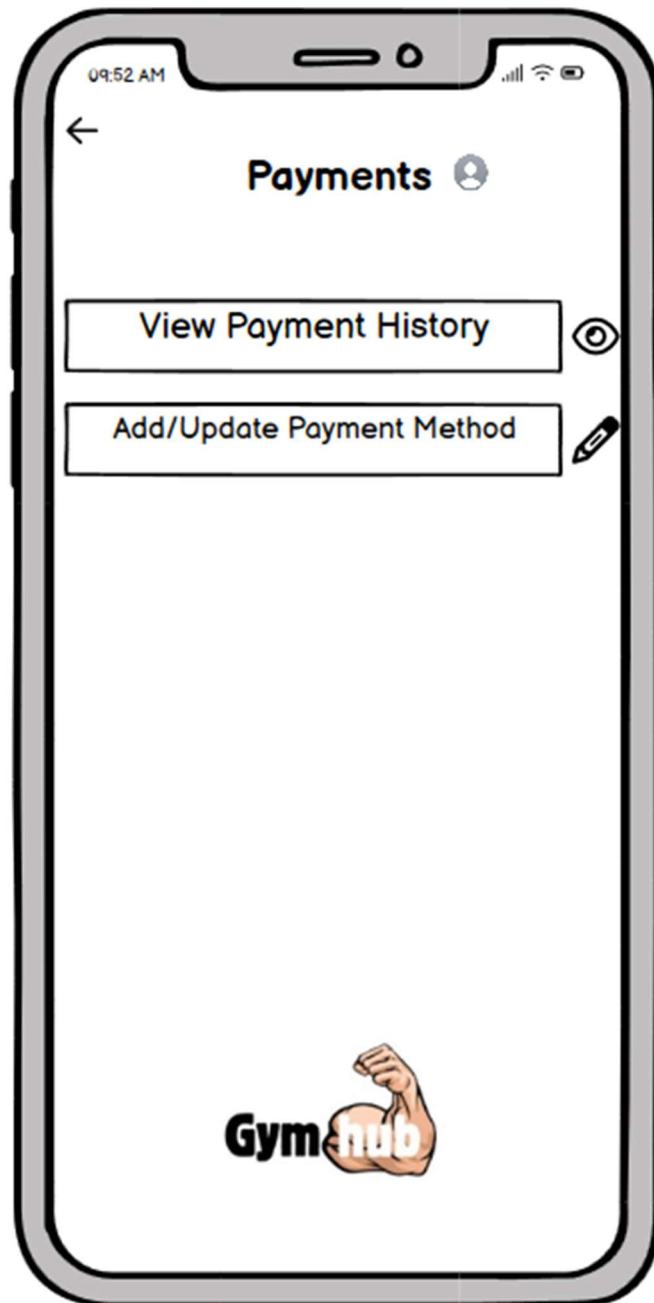 09:52 AM
Payments
View Payment History
Add/Update Payment Method
Gym hub